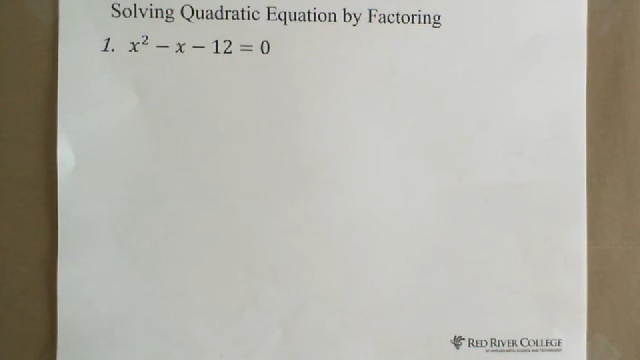 Solving Quadratic Equation by Factoring
1. x² − x − 12 = 0
RED RIVER COLLEGE